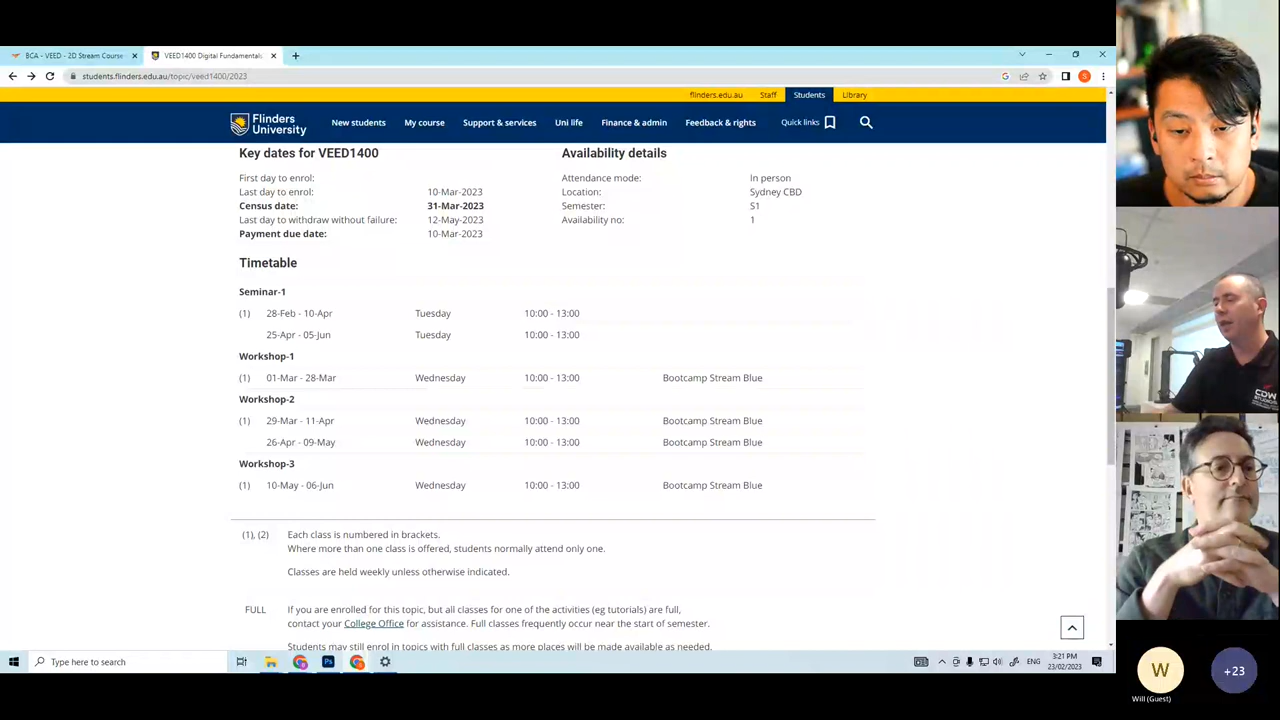 BCA - VEED - 2D Stream Course
VEED1400 Digital Fundamentals
students.flinders.edu.au/topic/veed1400/2023
flinders.edu.au Staff Students Library
Flinders University
New students My course Support & services Uni life Finance & admin Feedback & rights Quick links
Key dates for VEED1400
First day to enrol:
Last day to enrol: 10-Mar-2023
Census date: 31-Mar-2023
Last day to withdraw without failure: 12-May-2023
Payment due date: 10-Mar-2023
Availability details
Attendance mode: In person
Location: Sydney CBD
Semester: S1
Availability no: 1
Timetable
Seminar-1
(1) 28-Feb - 10-Apr Tuesday 10:00 - 13:00
25-Apr - 05-Jun Tuesday 10:00 - 13:00
Workshop-1
(1) 01-Mar - 28-Mar Wednesday 10:00 - 13:00 Bootcamp Stream Blue
Workshop-2
(1) 29-Mar - 11-Apr Wednesday 10:00 - 13:00 Bootcamp Stream Blue
26-Apr - 09-May Wednesday 10:00 - 13:00 Bootcamp Stream Blue
Workshop-3
(1) 10-May - 06-Jun Wednesday 10:00 - 13:00 Bootcamp Stream Blue
(1), (2) Each class is numbered in brackets.
Where more than one class is offered, students normally attend only one.
Classes are held weekly unless otherwise indicated.
FULL If you are enrolled for this topic, but all classes for one of the activities (eg tutorials) are full,
contact your College Office for assistance. Full classes frequently occur near the start of semester.
Students may still enrol in topics with full classes as more places will be made available as needed.
Type here to search
Ps
ENG
3:21 PM
23/02/2023
S
CDW
STUDIOS
W
+23
Will (Guest)